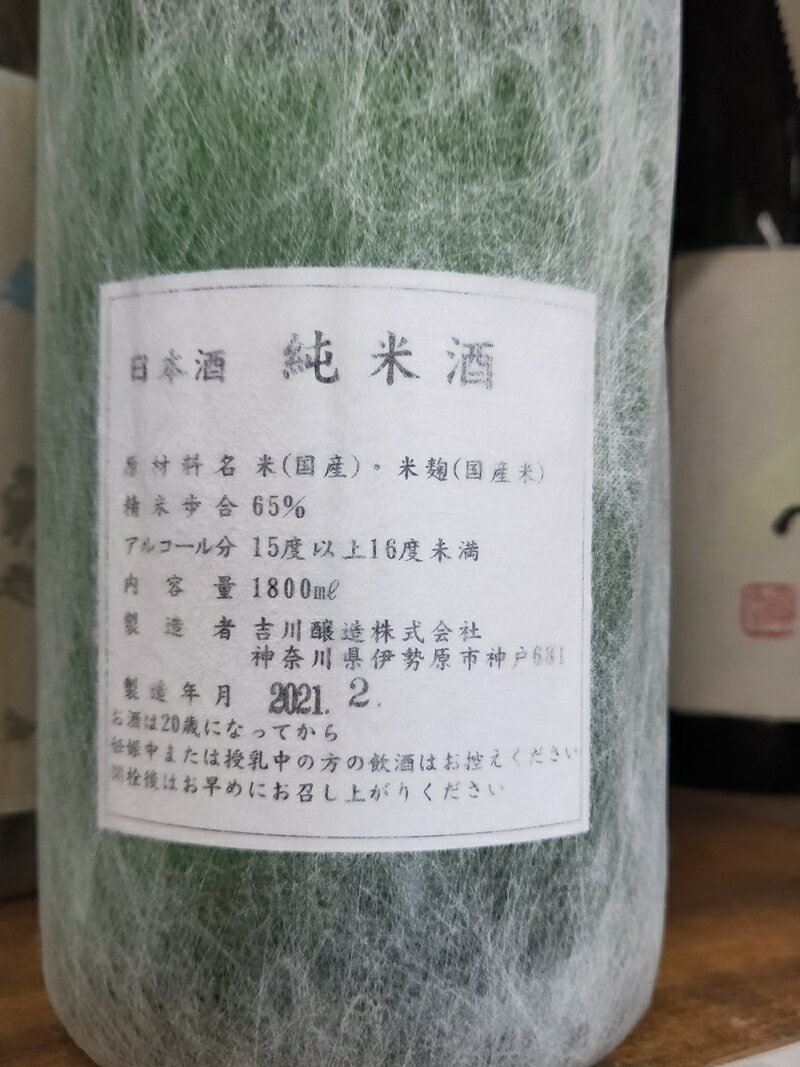 日本酒 純米酒
原材料名 米(国産)・米麹(国産米)
精米歩合 65%
アルコール分 15度以上16度未満
内容量 1800ml
製造者 吉川醸造株式会社
神奈川県伊勢原市神戸681
製造年月 2021. 2.
お酒は20歳になってから
妊娠中または授乳中の方の飲酒はお控えください
開栓後はお早めにお召し上がりください